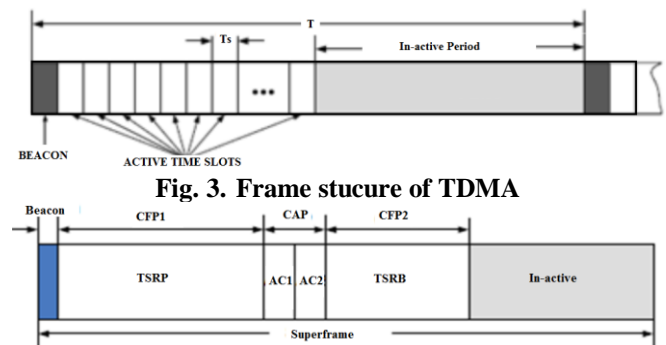 T
Ts
In-active Period
•••
BEACON
ACTIVE TIME SLOTS
Fig. 3. Frame stucure of TDMA
Beacon CFP1 CAP CFP2
TSRP AC1 AC2 TSRB In-active
Superframe